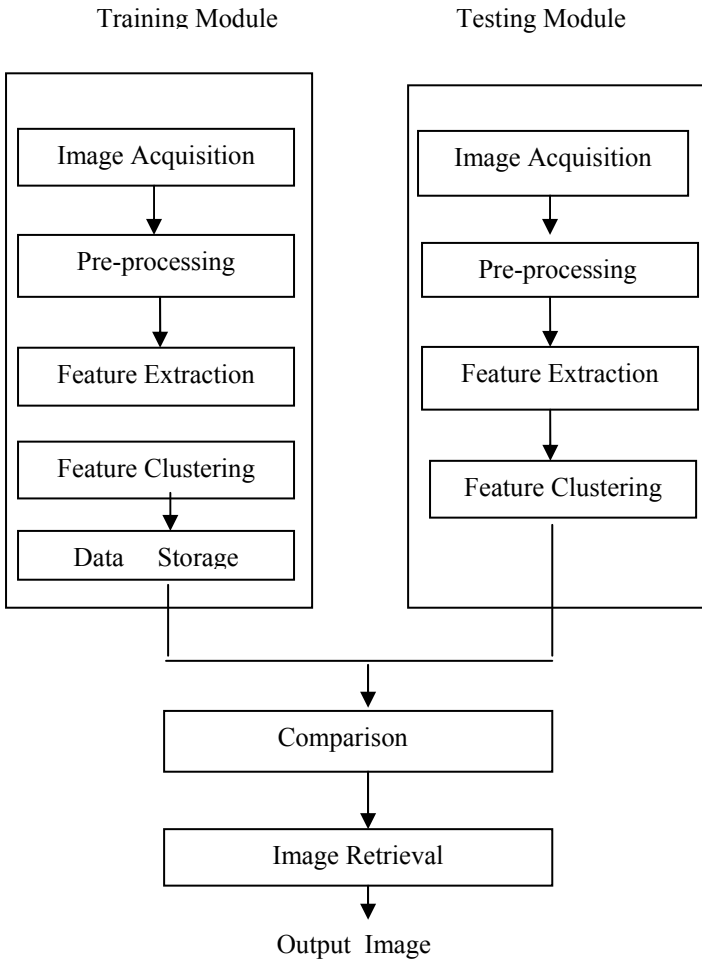 Training Module
Testing Module
Image Acquisition
Pre-processing
Feature Extraction
Feature Clustering
Data Storage
Image Acquisition
Pre-processing
Feature Extraction
Feature Clustering
Comparison
Image Retrieval
Output Image